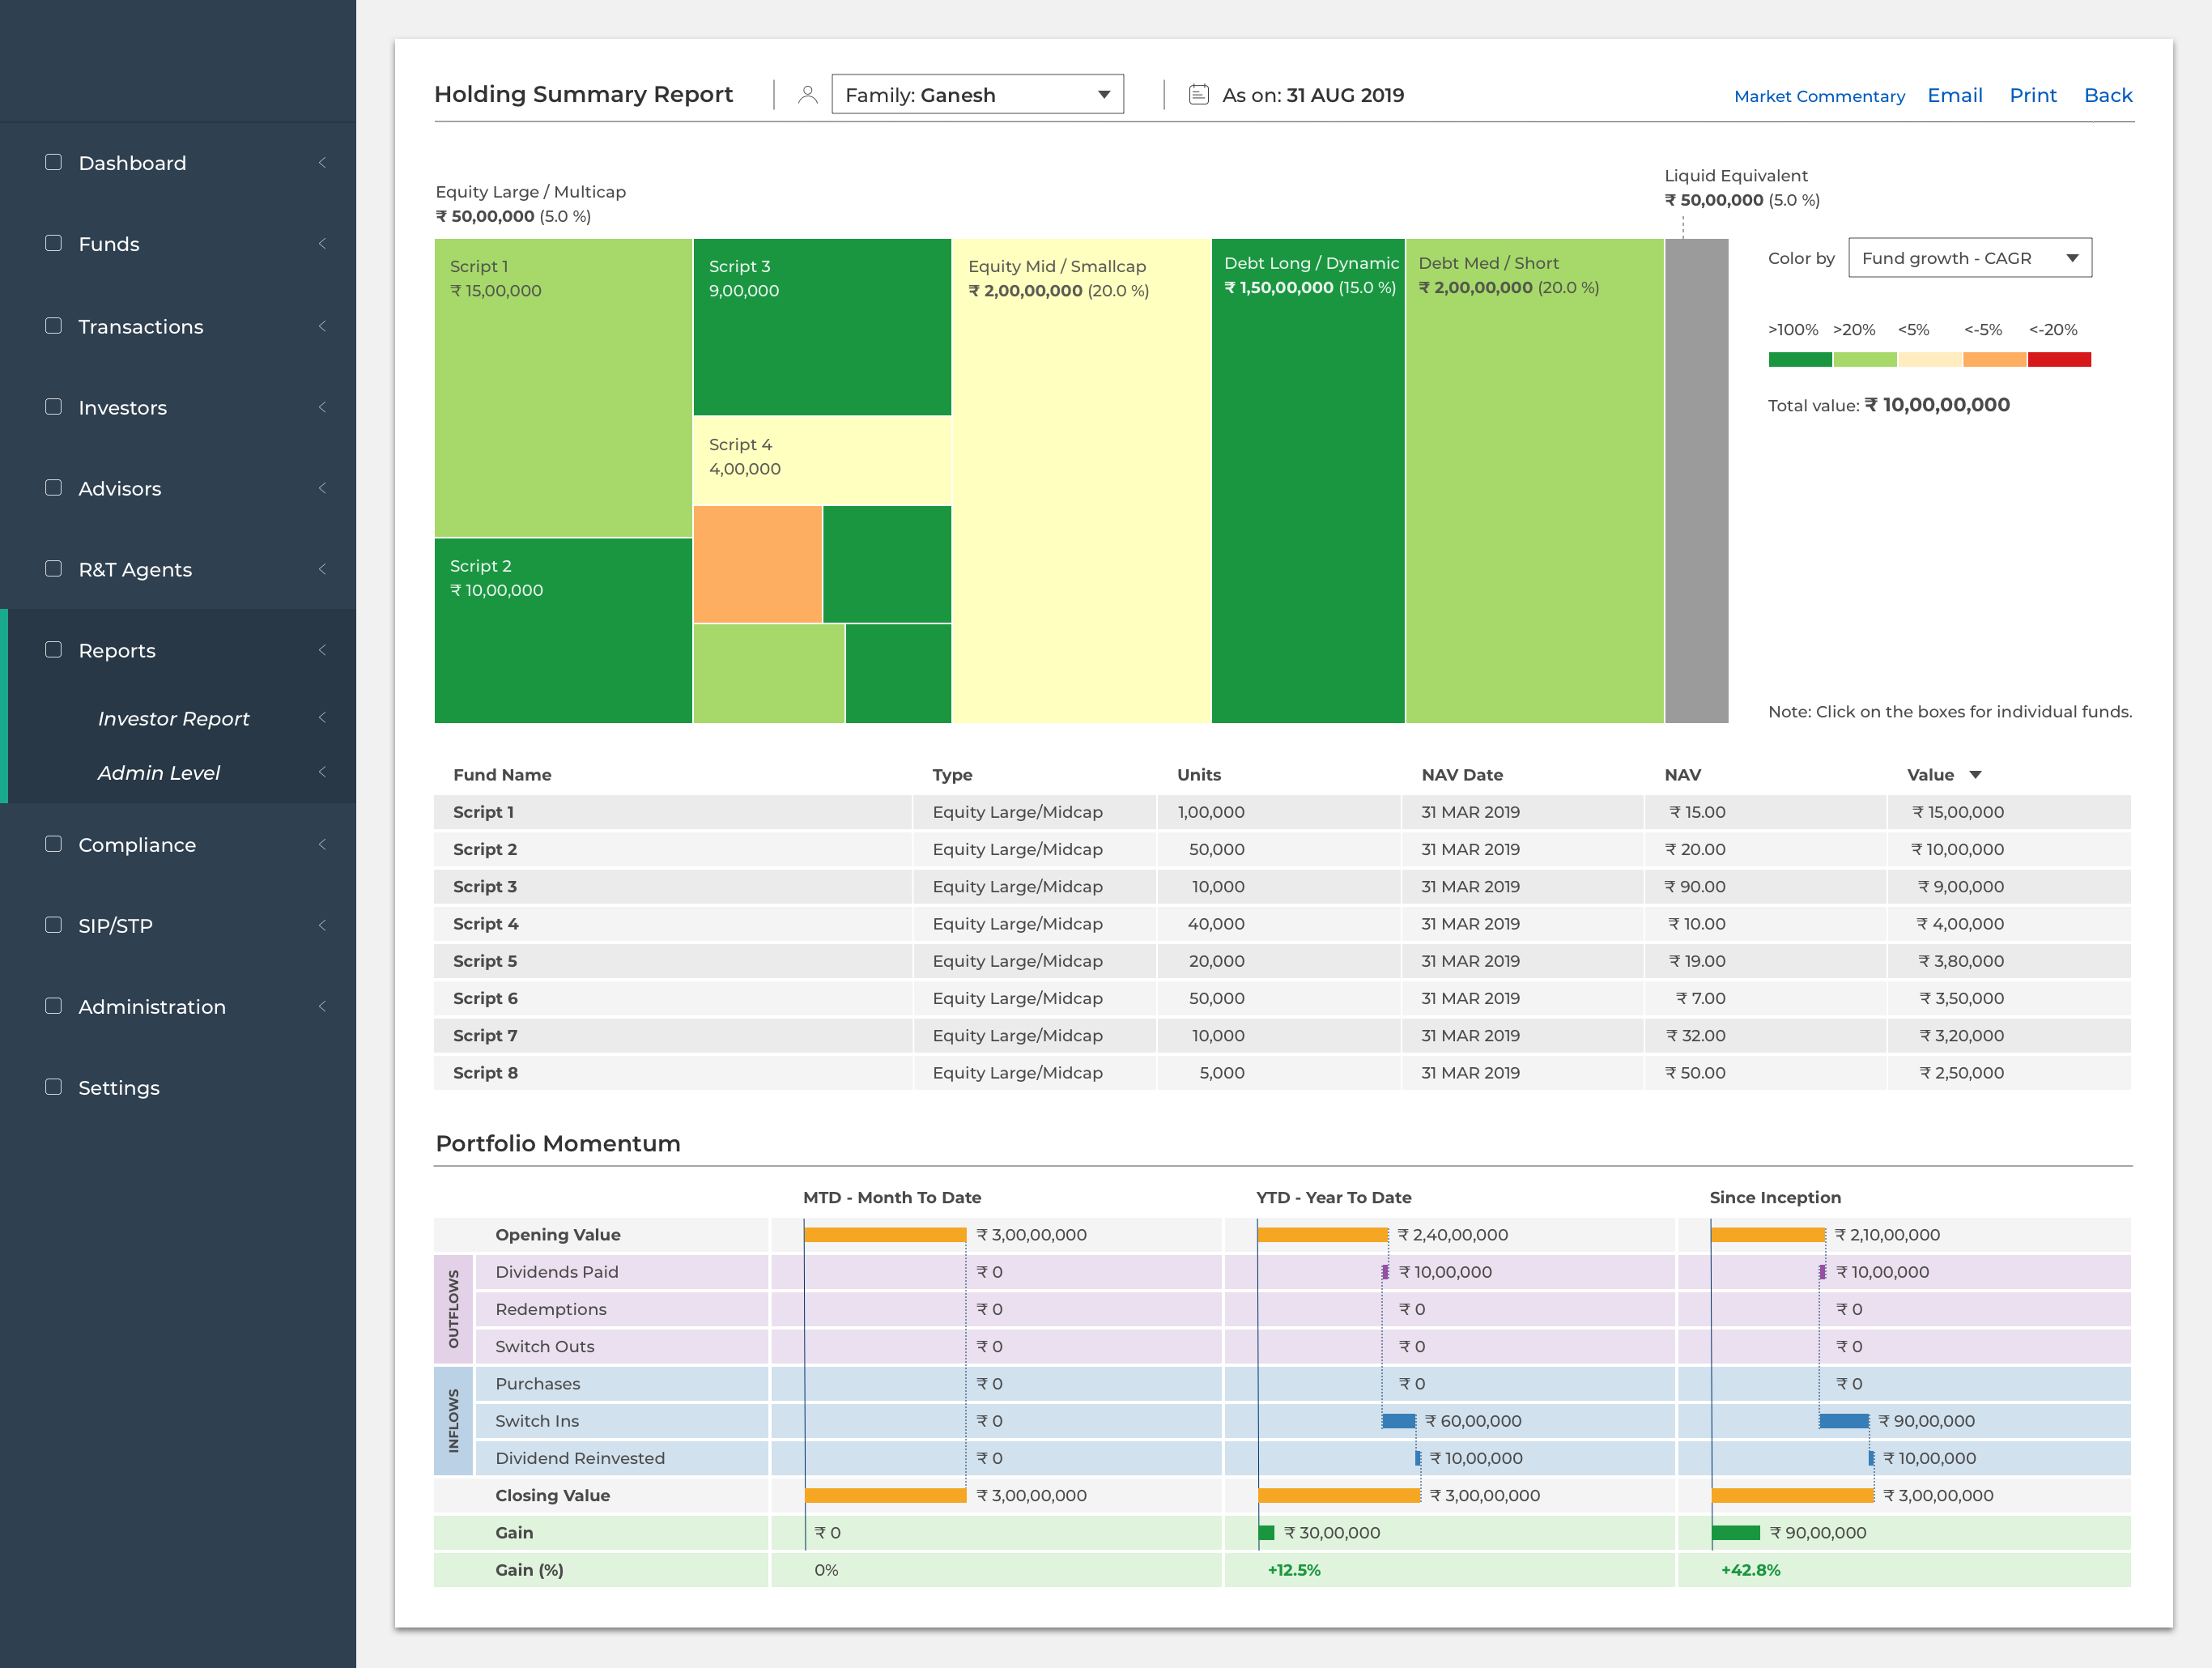 Dashboard
Funds
Transactions
Investors
Advisors
R&T Agents
Reports
Investor Report
Admin Level
Compliance
SIP/STP
Administration
Settings
Holding Summary Report Family: Ganesh As on: 31 AUG 2019 Market Commentary Email Print Back
Equity Large / Multicap
₹ 50,00,000 (5.0 %)
Liquid Equivalent
₹ 50,00,000 (5.0 %)
Script 1
₹ 15,00,000
Script 2
₹ 10,00,000
Script 3
9,00,000
Script 4
4,00,000
Equity Mid / Smallcap
₹ 2,00,00,000 (20.0 %)
Debt Long / Dynamic
₹ 1,50,00,000 (15.0 %)
Debt Med / Short
₹ 2,00,00,000 (20.0 %)
Color by Fund growth - CAGR
>100% >20% <5% <-5% <-20%
Total value: ₹ 10,00,00,000
Note: Click on the boxes for individual funds.
Fund Name Type Units NAV Date NAV Value
Script 1 Equity Large/Midcap 1,00,000 31 MAR 2019 ₹ 15.00 ₹ 15,00,000
Script 2 Equity Large/Midcap 50,000 31 MAR 2019 ₹ 20.00 ₹ 10,00,000
Script 3 Equity Large/Midcap 10,000 31 MAR 2019 ₹ 90.00 ₹ 9,00,000
Script 4 Equity Large/Midcap 40,000 31 MAR 2019 ₹ 10.00 ₹ 4,00,000
Script 5 Equity Large/Midcap 20,000 31 MAR 2019 ₹ 19.00 ₹ 3,80,000
Script 6 Equity Large/Midcap 50,000 31 MAR 2019 ₹ 7.00 ₹ 3,50,000
Script 7 Equity Large/Midcap 10,000 31 MAR 2019 ₹ 32.00 ₹ 3,20,000
Script 8 Equity Large/Midcap 5,000 31 MAR 2019 ₹ 50.00 ₹ 2,50,000
Portfolio Momentum
MTD - Month To Date YTD - Year To Date Since Inception
Opening Value ₹ 3,00,00,000 ₹ 2,40,00,000 ₹ 2,10,00,000
OUTFLOWS
Dividends Paid ₹ 0 ₹ 10,00,000 ₹ 10,00,000
Redemptions ₹ 0 ₹ 0 ₹ 0
Switch Outs ₹ 0 ₹ 0 ₹ 0
INFLOWS
Purchases ₹ 0 ₹ 0 ₹ 0
Switch Ins ₹ 0 ₹ 60,00,000 ₹ 90,00,000
Dividend Reinvested ₹ 0 ₹ 10,00,000 ₹ 10,00,000
Closing Value ₹ 3,00,00,000 ₹ 3,00,00,000 ₹ 3,00,00,000
Gain ₹ 0 ₹ 30,00,000 ₹ 90,00,000
Gain (%) 0% +12.5% +42.8%